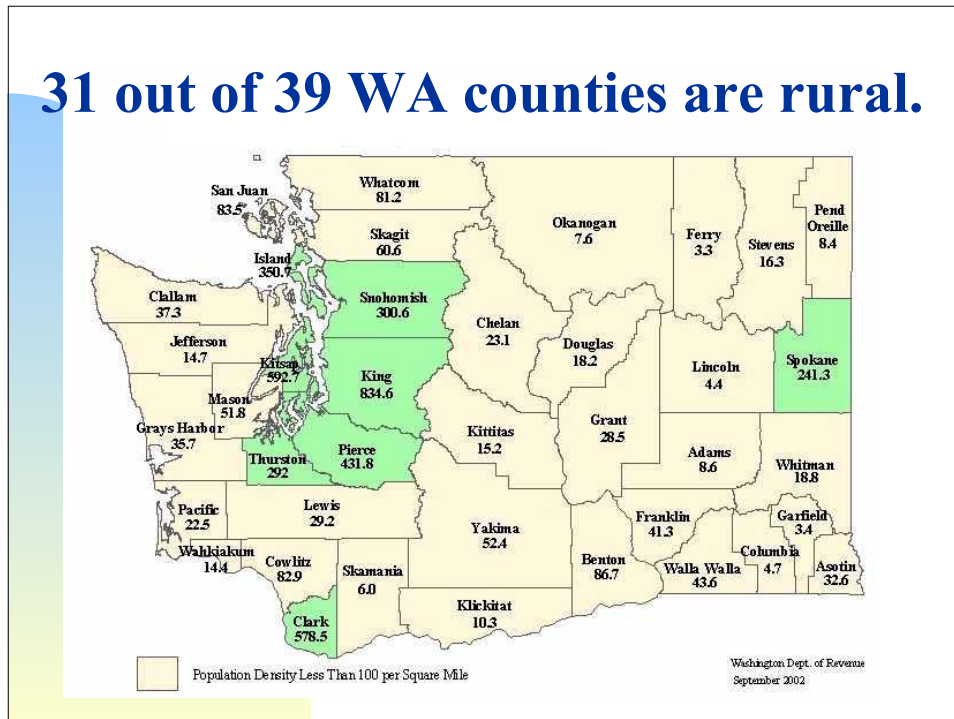 31 out of 39 WA counties are rural.
Whatcom
81.2
San Juan
83.5
Skagit
60.6
Island
350.7
Okanogan
7.6
Ferry
3.3
Stevens
16.3
Pend
Oreille
8.4
Clallam
37.3
Snohomish
300.6
Chelan
23.1
Jefferson
14.7
Douglas
18.2
Kitsap
592.7
King
834.6
Lincoln
4.4
Spokane
241.3
Mason
51.8
Grays Harbor
35.7
Kittitas
15.2
Grant
28.5
Thurston
292
Pierce
431.8
Adams
8.6
Whitman
18.8
Pacific
22.5
Lewis
29.2
Yakima
52.4
Franklin
41.3
Garfield
3.4
Wahkiakum
14.4
Cowlitz
82.9
Skamania
6.0
Benton
86.7
Walla Walla
43.6
Columbia
4.7
Asotin
32.6
Klickitat
10.3
Clark
578.5
Population Density Less Than 100 per Square Mile
Washington Dept. of Revenue
September 2002